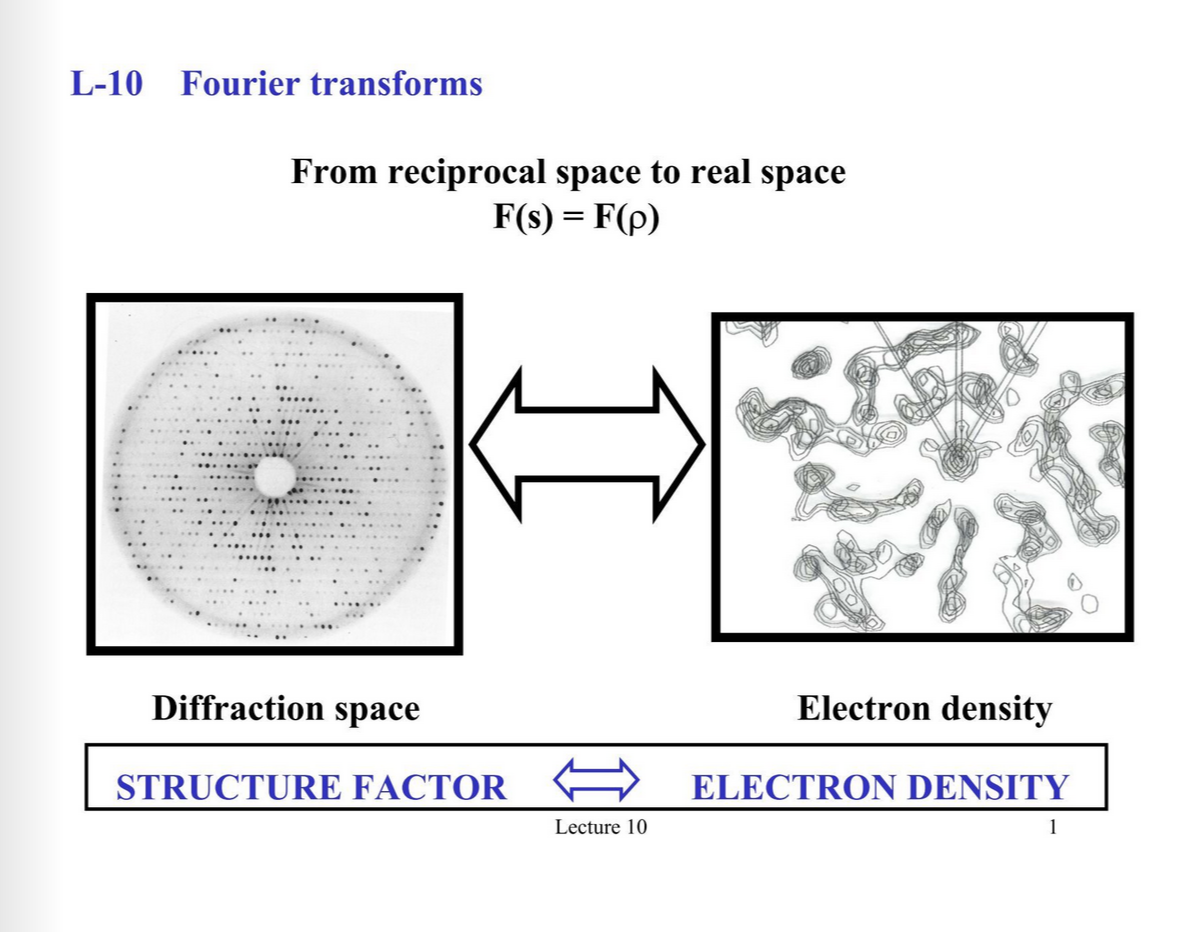 L-10 Fourier transforms
From reciprocal space to real space
F(s) = F(ρ)
Diffraction space
Electron density
STRUCTURE FACTOR
ELECTRON DENSITY
Lecture 10
1